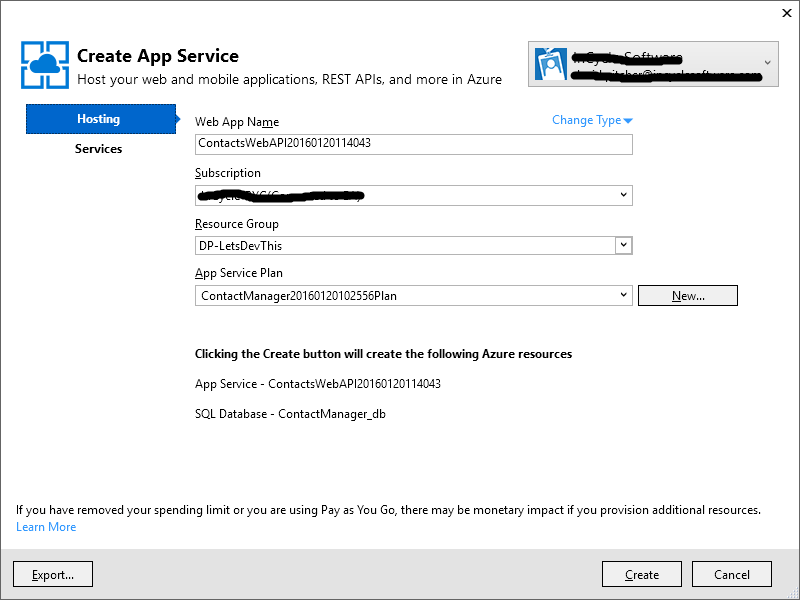 Create App Service
Host your web and mobile applications, REST APIs, and more in Azure
Hosting
Services
Web App Name
Change Type
ContactsWebAPI20160120114043
Subscription
Resource Group
DP-LetsDevThis
App Service Plan
ContactManager20160120102556Plan
New...
Clicking the Create button will create the following Azure resources
App Service - ContactsWebAPI20160120114043
SQL Database - ContactManager_db
If you have removed your spending limit or you are using Pay as You Go, there may be monetary impact if you provision additional resources.
Learn More
Export...
Create
Cancel